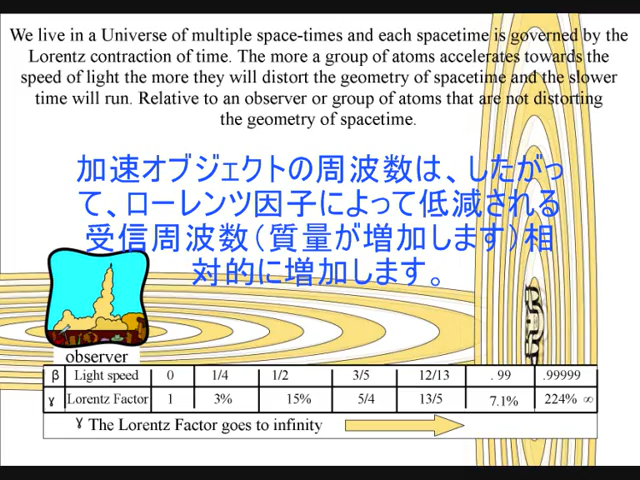 We live in a Universe of multiple space-times and each spacetime is governed by the
Lorentz contraction of time. The more a group of atoms accelerates towards the
speed of light the more they will distort the geometry of spacetime and the slower
time will run. Relative to an observer or group of atoms that are not distorting
the geometry of spacetime.
加速オブジェクトの周波数は、したがっ
て、ローレンツ因子によって低減される
受信周波数（質量が増加します）相
対的に増加します。
observer
β Light speed 0 1/4 1/2 3/5 12/13 . 99 .99999
γ Lorentz Factor 1 3% 15% 5/4 13/5 7.1% 224% ∞
γ The Lorentz Factor goes to infinity